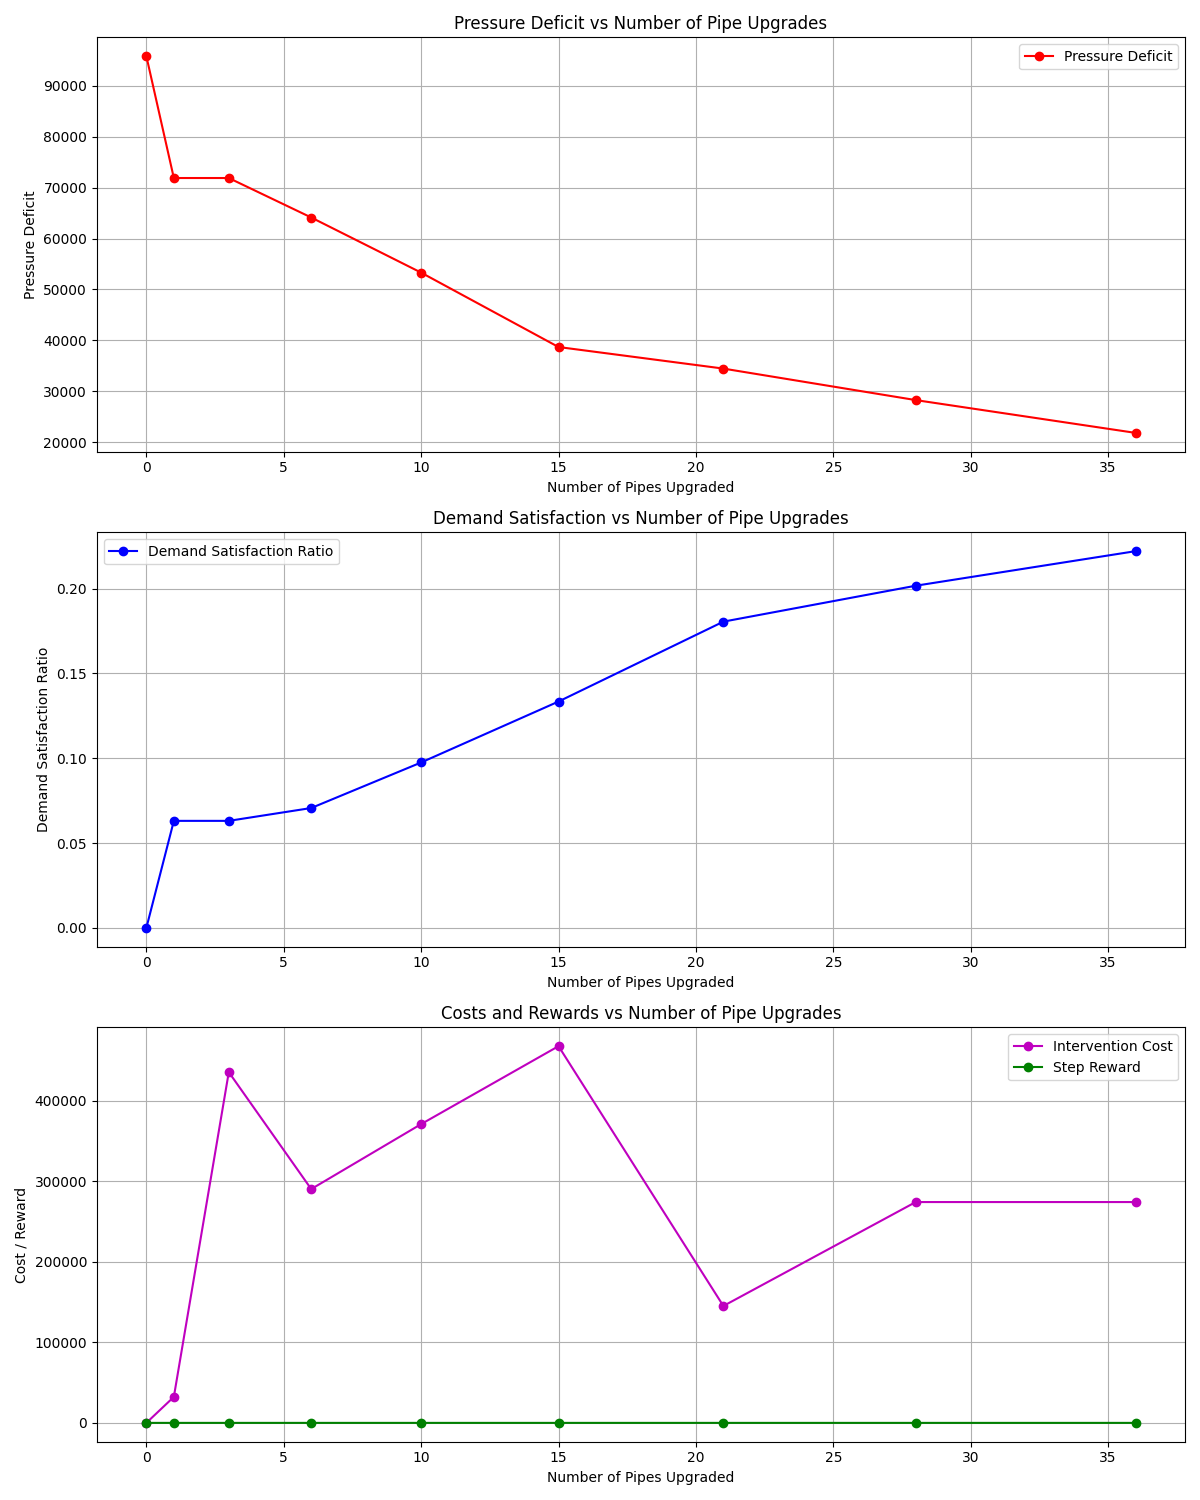 Pressure Deficit vs Number of Pipe Upgrades
Pressure Deficit
90000
80000
70000
60000
50000
40000
30000
20000
Pressure Deficit
0 5 10 15 20 25 30 35
Number of Pipes Upgraded
Demand Satisfaction vs Number of Pipe Upgrades
Demand Satisfaction Ratio
0.20
0.15
0.10
0.05
0.00
Demand Satisfaction Ratio
0 5 10 15 20 25 30 35
Number of Pipes Upgraded
Costs and Rewards vs Number of Pipe Upgrades
Intervention Cost
Step Reward
400000
300000
200000
100000
0
Cost / Reward
0 5 10 15 20 25 30 35
Number of Pipes Upgraded